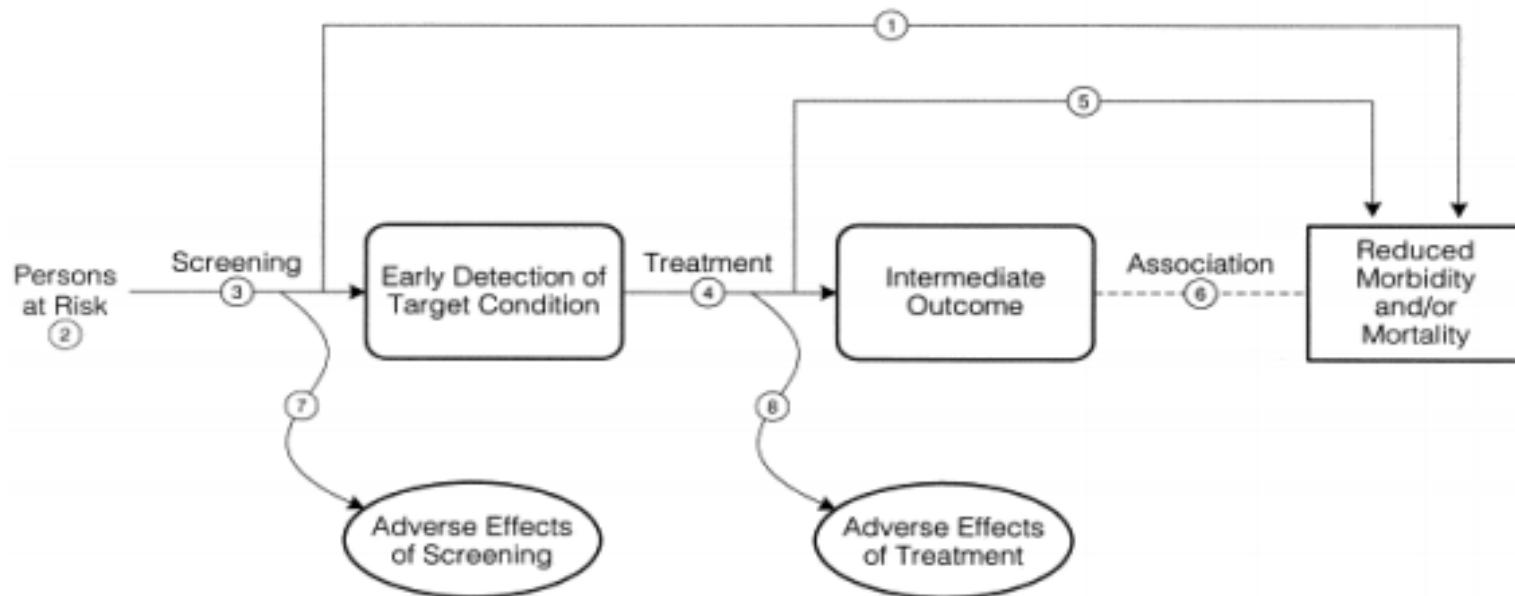 1
5
Persons
at Risk
2
Screening
3
Early Detection of
Target Condition
Treatment
4
Intermediate
Outcome
Association
6
Reduced
Morbidity
and/or
Mortality
7
8
Adverse Effects
of Screening
Adverse Effects
of Treatment